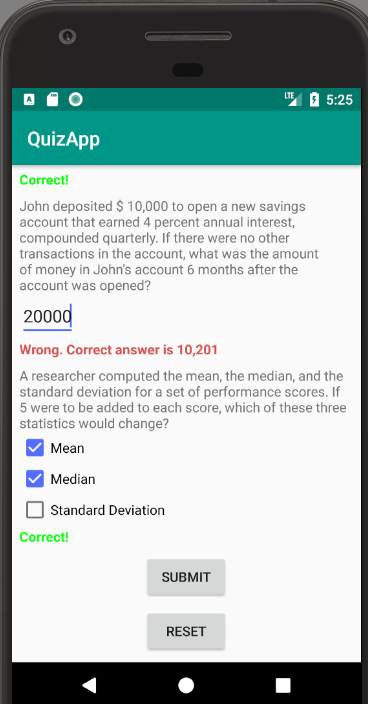 LTE 5:25
QuizApp
Correct!
John deposited $ 10,000 to open a new savings
account that earned 4 percent annual interest,
compounded quarterly. If there were no other
transactions in the account, what was the amount
of money in John's account 6 months after the
account was opened?
20000
Wrong. Correct answer is 10,201
A researcher computed the mean, the median, and the
standard deviation for a set of performance scores. If
5 were to be added to each score, which of these three
statistics would change?
Mean
Median
Standard Deviation
Correct!
SUBMIT
RESET